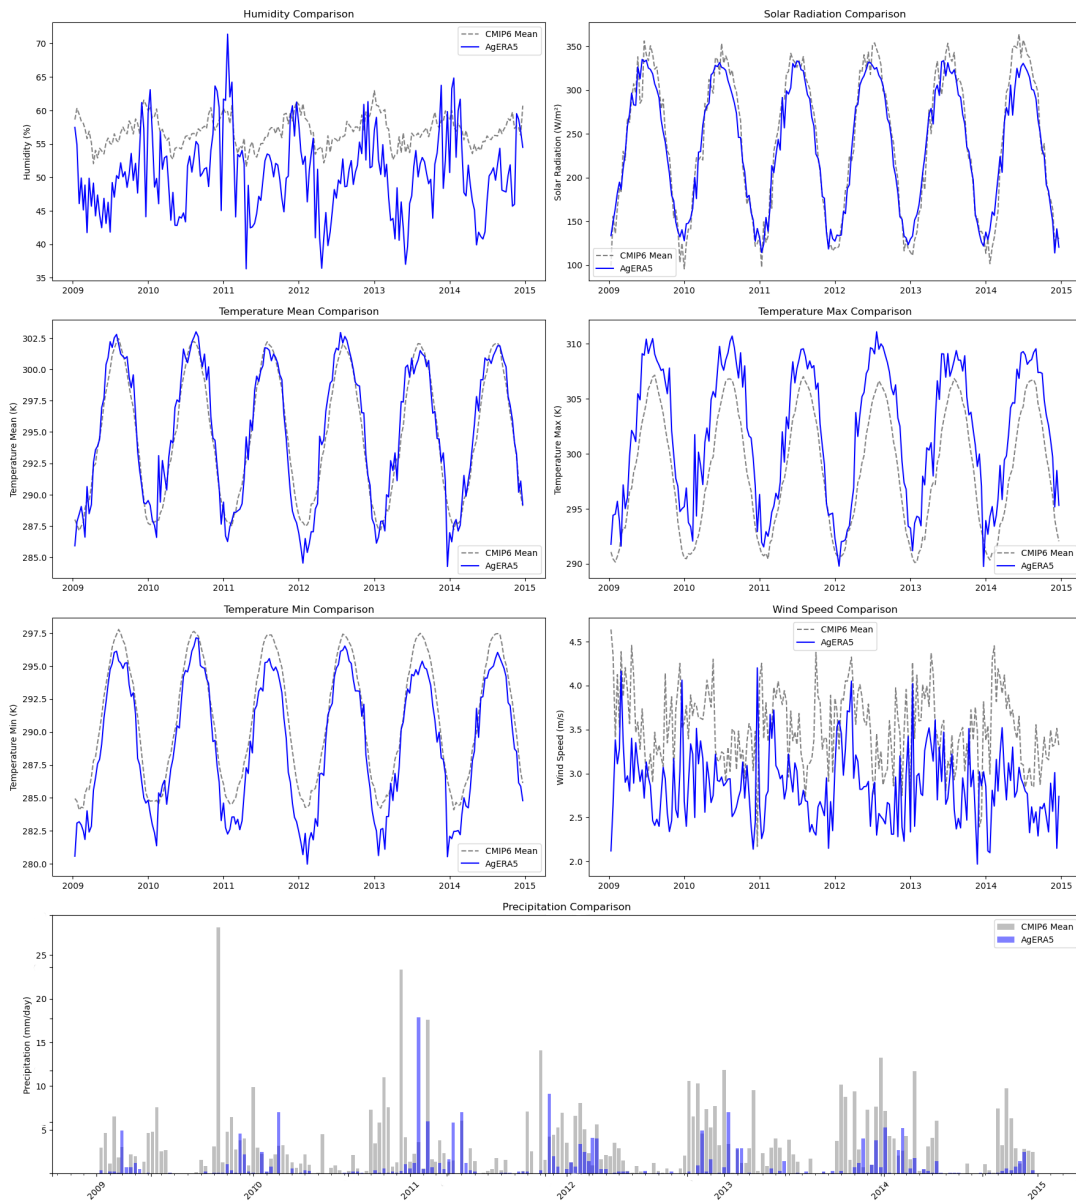 Humidity Comparison
Humidity (%)
70
65
60
55
50
45
40
35
CMIP6 Mean
AgERA5
2009 2010 2011 2012 2013 2014 2015
Solar Radiation Comparison
Solar Radiation (W/m²)
350
300
250
200
150
100
CMIP6 Mean
AgERA5
2009 2010 2011 2012 2013 2014 2015
Temperature Mean Comparison
Temperature Mean (K)
302.5
300.0
297.5
295.0
292.5
290.0
287.5
285.0
CMIP6 Mean
AgERA5
2009 2010 2011 2012 2013 2014 2015
Temperature Max Comparison
Temperature Max (K)
310
305
300
295
290
CMIP6 Mean
AgERA5
2009 2010 2011 2012 2013 2014 2015
Temperature Min Comparison
Temperature Min (K)
297.5
295.0
292.5
290.0
287.5
285.0
282.5
280.0
CMIP6 Mean
AgERA5
2009 2010 2011 2012 2013 2014 2015
Wind Speed Comparison
Wind Speed (m/s)
4.5
4.0
3.5
3.0
2.5
2.0
CMIP6 Mean
AgERA5
2009 2010 2011 2012 2013 2014 2015
Precipitation Comparison
Precipitation (mm/day)
25
20
15
10
5
CMIP6 Mean
AgERA5
2009 2010 2011 2012 2013 2014 2015